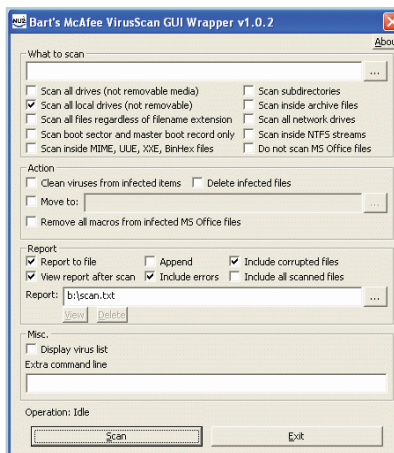 NU2 Bart's McAfee VirusScan GUI Wrapper v1.0.2
Abou
What to scan
...
Scan all drives (not removable media) Scan subdirectories
Scan all local drives (not removable) Scan inside archive files
Scan all files regardless of filename extension Scan all network drives
Scan boot sector and master boot record only Scan inside NTFS streams
Scan inside MIME, UUE, XXE, BinHex files Do not scan MS Office files
Action
Clean viruses from infected items Delete infected files
Move to: ...
Remove all macros from infected MS Office files
Report
Report to file Append Include corrupted files
View report after scan Include errors Include all scanned files
Report: b:\scan.txt ...
View Delete
Misc.
Display virus list
Extra command line
Operation: Idle
Scan Exit